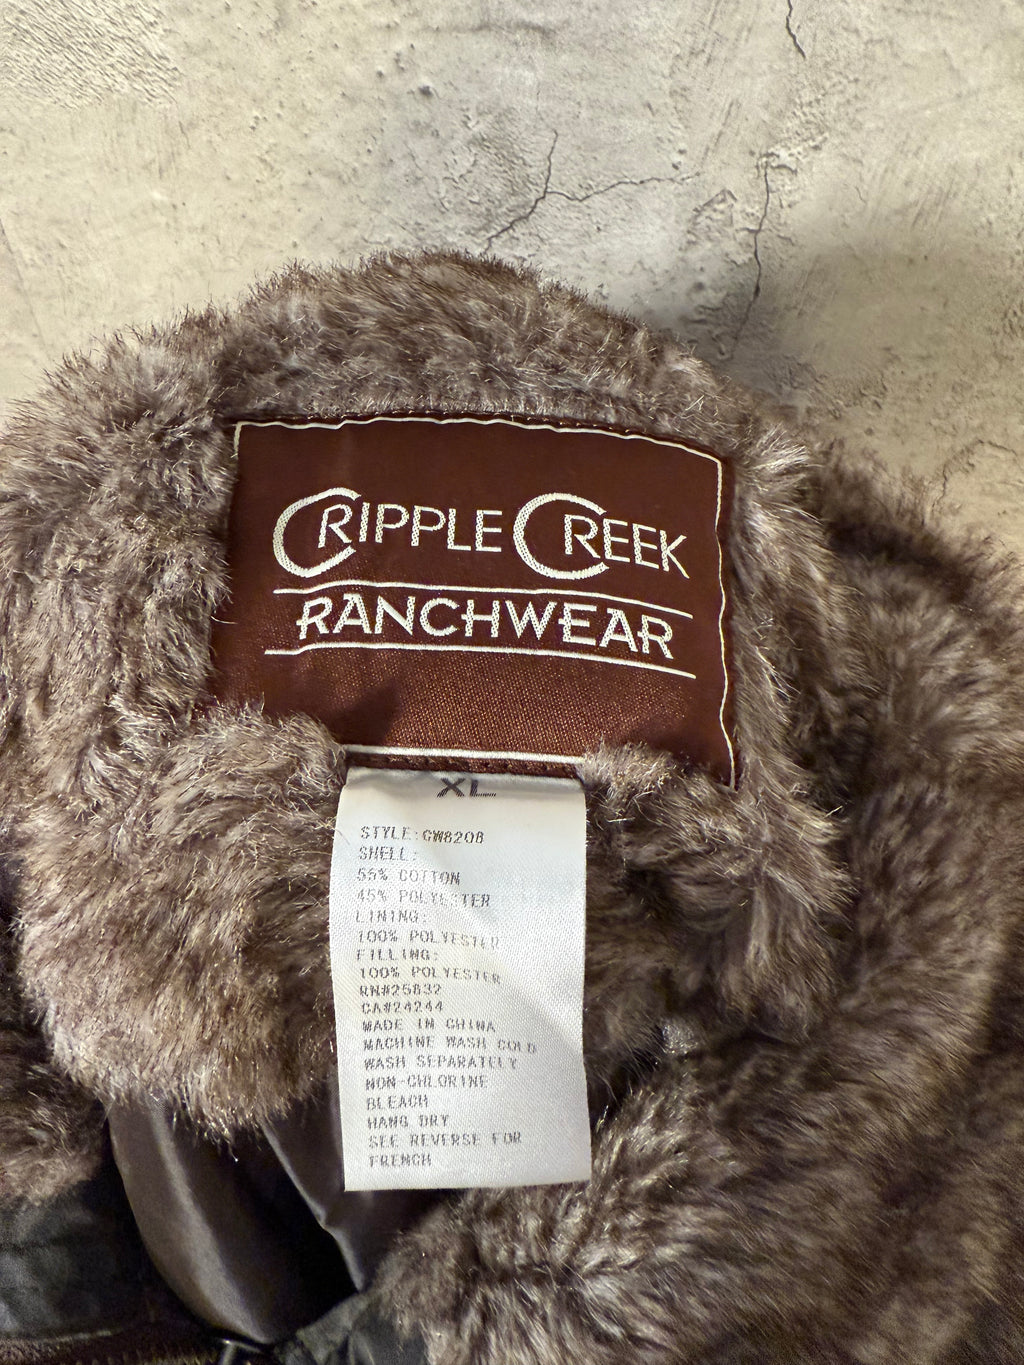 CRIPPLE CREEK
RANCHWEAR
XL
STYLE:CW8208
SHELL:
55% COTTON
45% POLYESTER
LINING:
100% POLYESTER
FILLING:
100% POLYESTER
RN#25832
CA#24244
MADE IN CHINA
MACHINE WASH COLD
WASH SEPARATELY
NON-CHLORINE
BLEACH
HANG DRY
SEE REVERSE FOR
FRENCH